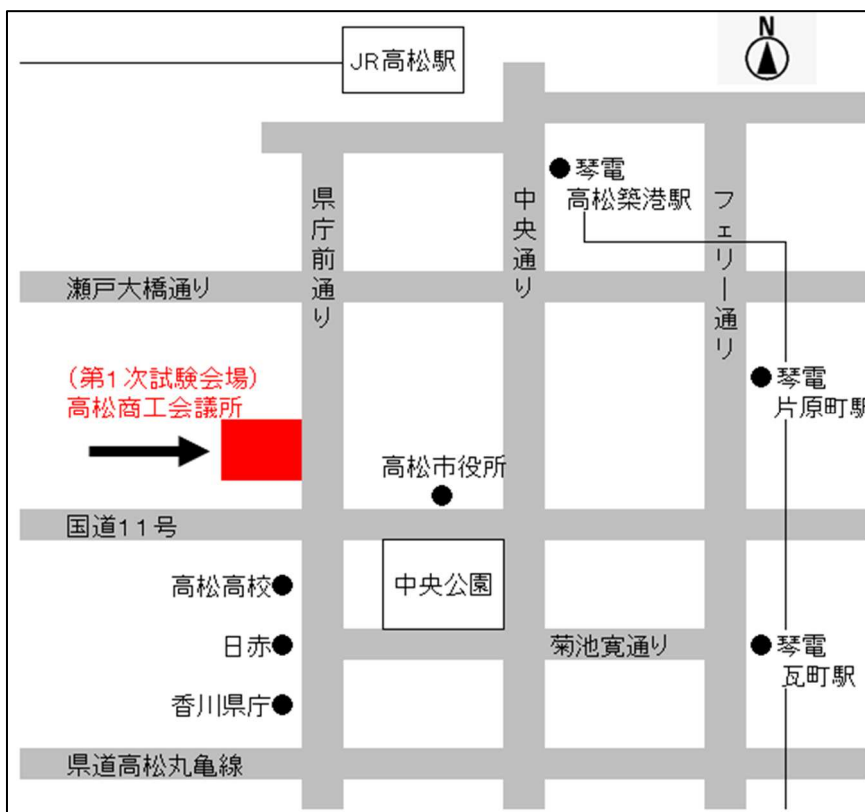 N
JR高松駅
琴電
高松築港駅
県庁前通り
中央通り
フェリー通り
瀬戸大橋通り
(第1次試験会場)
高松商工会議所
琴電
片原町駅
高松市役所
国道11号
高松高校
中央公園
日赤
菊池寛通り
琴電
瓦町駅
香川県庁
県道高松丸亀線